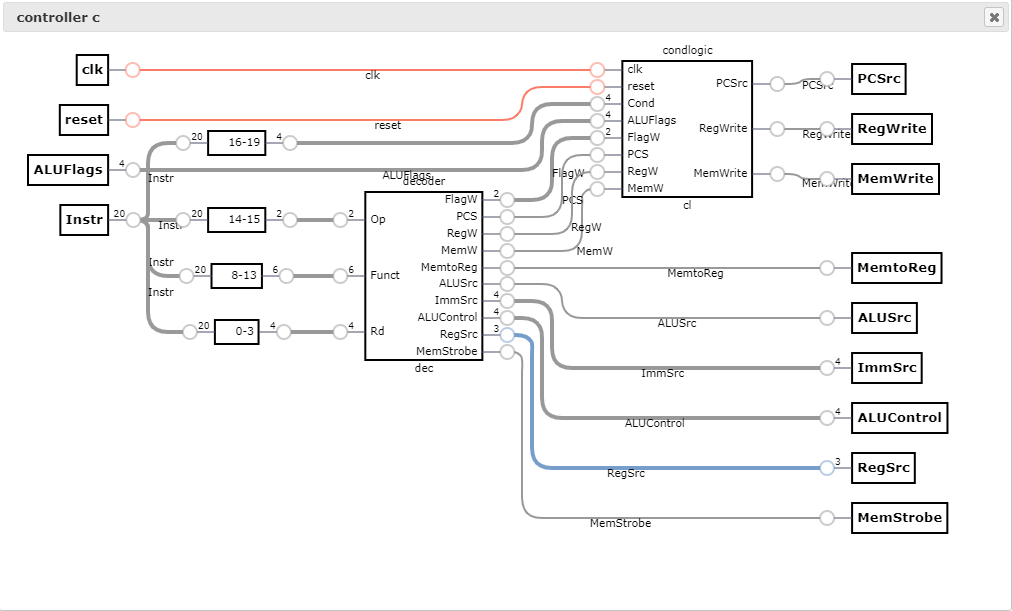 controller c
condlogic
clk
clk
clk
PCSrc
PCSrc
PCSrc
reset
reset
reset
4
Cond
4
ALUFlags
RegWrite
RegWrite
RegWrite
20
16-19
4
2
FlagW
PCS
ALUFlags
4
Instr
ALUFlags
decoder
FlagW
RegW
MemWrite
MemWrite
MemWrite
MemW
cl
FlagW
2
PCS
PCS
Instr
20
Instr
20
14-15
2
2
Op
RegW
RegW
MemW
MemW
Instr
20
8-13
6
6
Funct
MemtoReg
MemtoReg
MemtoReg
ALUSrc
ALUSrc
ALUSrc
Instr
ImmSrc
4
ImmSrc
4
ImmSrc
20
0-3
4
4
Rd
ALUControl
4
ALUControl
4
ALUControl
RegSrc
3
RegSrc
3
RegSrc
MemStrobe
MemStrobe
MemStrobe
dec